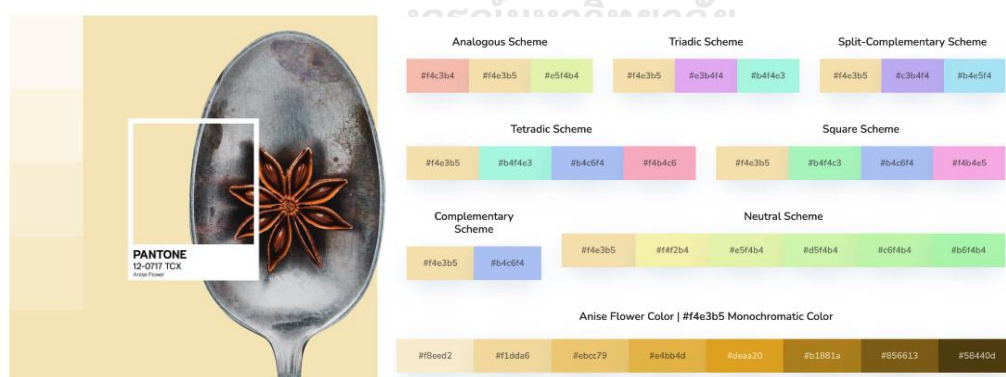 PANTONE
12-0717 TCX
Anise Flower
Analogous Scheme
#f4c3b4 #f4e3b5 #e5f4b4
Triadic Scheme
#f4e3b5 #e3b4f4 #b4f4e3
Split-Complementary Scheme
#f4e3b5 #c3b4f4 #b4e5f4
Tetradic Scheme
#f4e3b5 #b4f4e3 #b4c6f4 #f4b4c6
Square Scheme
#f4e3b5 #b4f4c3 #b4c6f4 #f4b4e5
Complementary
Scheme
#f4e3b5 #b4c6f4
Neutral Scheme
#f4e3b5 #f4f2b4 #e5f4b4 #d5f4b4 #c6f4b4 #b6f4b4
Anise Flower Color | #f4e3b5 Monochromatic Color
#f8eed2 #f1dda6 #ebcc79 #e4bb4d #deaa20 #b1881a #856613 #58440d